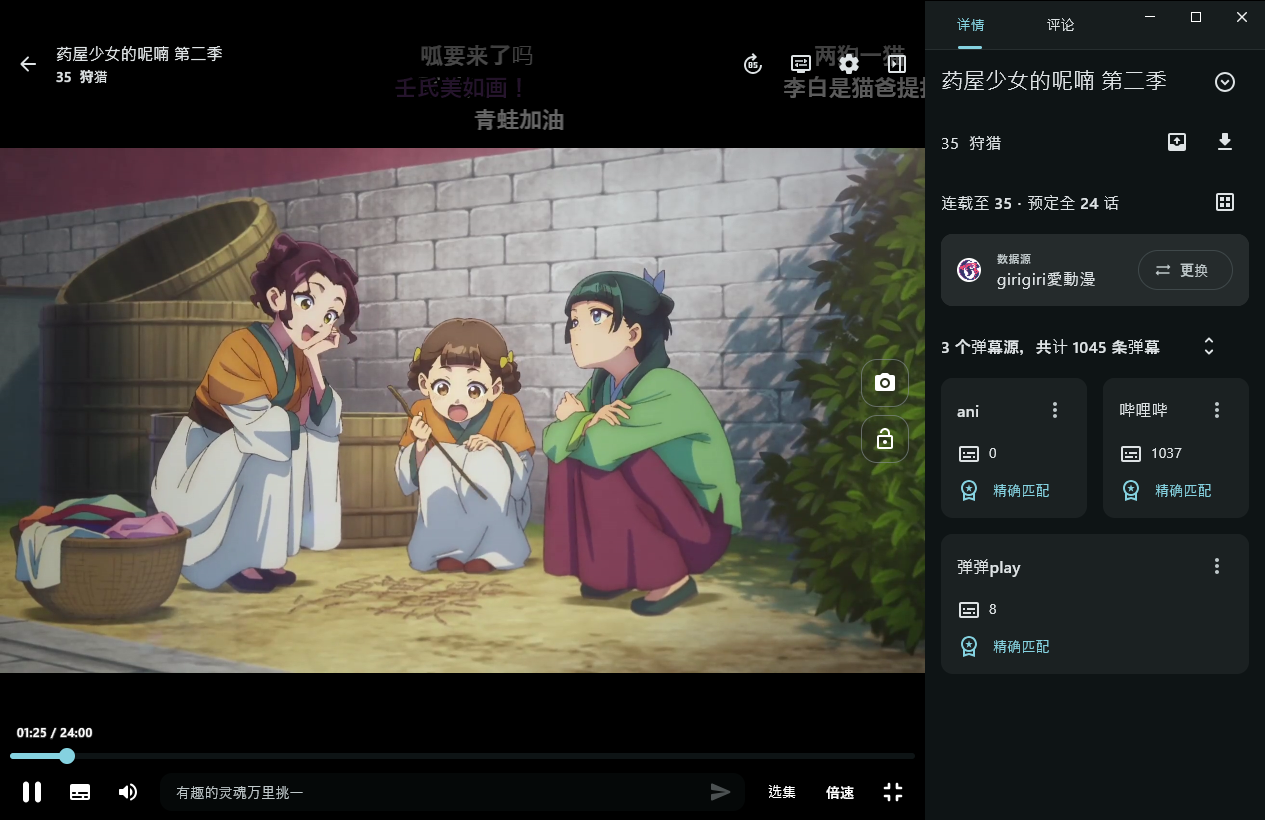 药屋少女的呢喃 第二季
35 狩猎
呱要来了吗
壬氏美如画！
青蛙加油
两狗一猫
李白是猫爸提
85
01:25 / 24:00
有趣的灵魂万里挑一
选集
倍速
详情
评论
药屋少女的呢喃 第二季
35 狩猎
连载至 35 · 预定全 24 话
数据源
girigiri愛動漫
更换
3 个弹幕源，共计 1045 条弹幕
ani
0
精确匹配
哔哩哔
1037
精确匹配
弹弹play
8
精确匹配